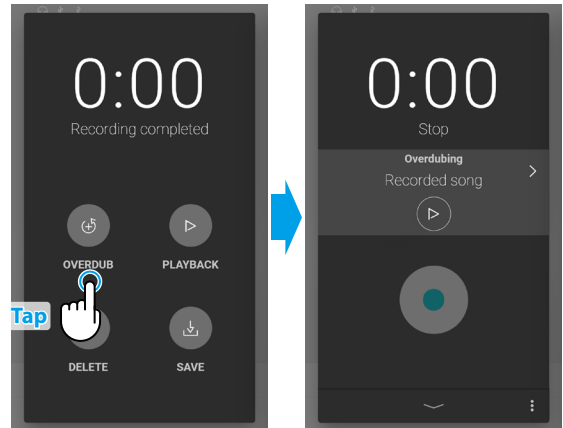 0:00
Recording completed
OVERDUB
PLAYBACK
Tap
DELETE
SAVE
0:00
Stop
Overdubing
Recorded song